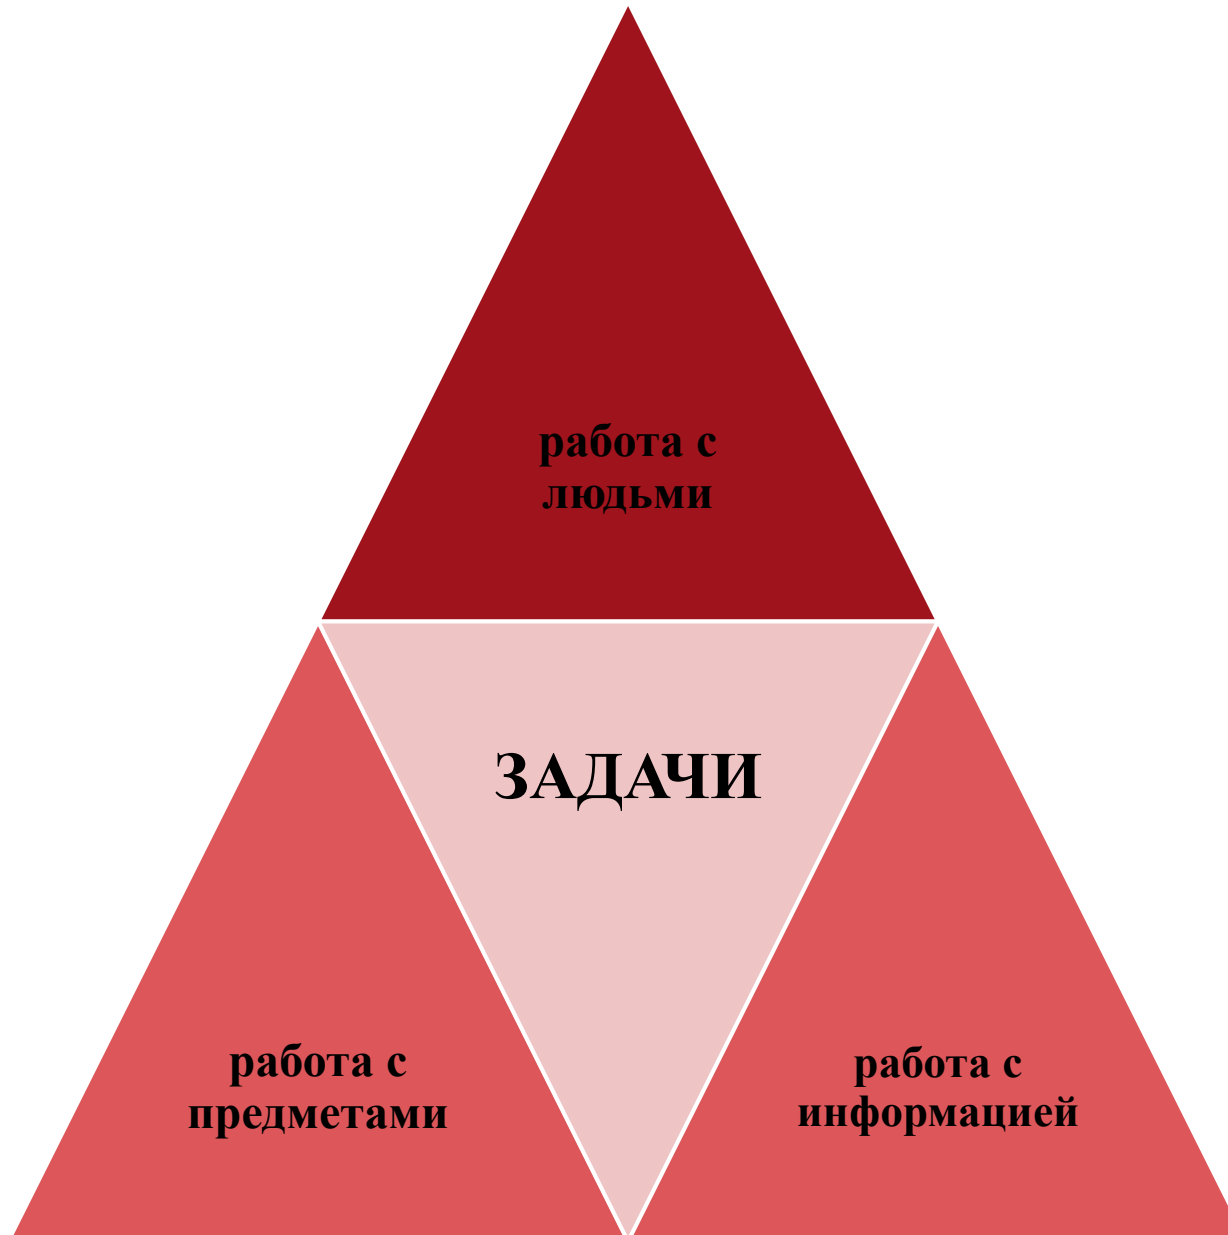 работа с
людьми
ЗАДАЧИ
работа с
предметами
работа с
информацией